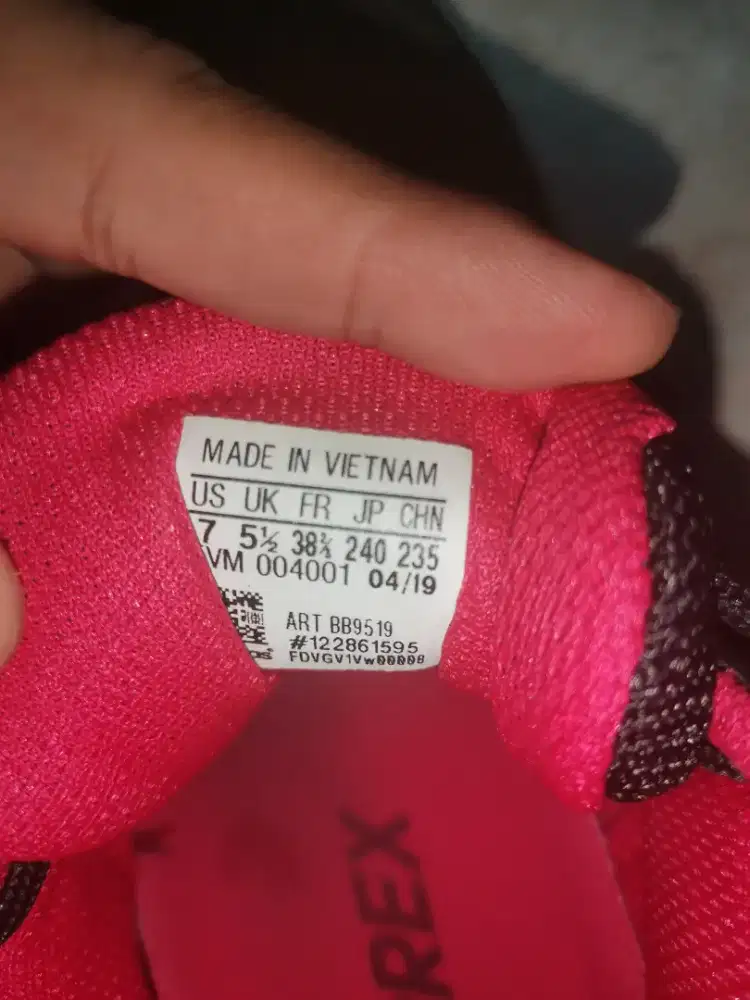 MADE IN VIETNAM
US UK FR JP CHN
7 5½ 38⅔ 240 235
VM 004001 04/19
ART BB9519
#122861595
FDVGV1Vw00008
REX